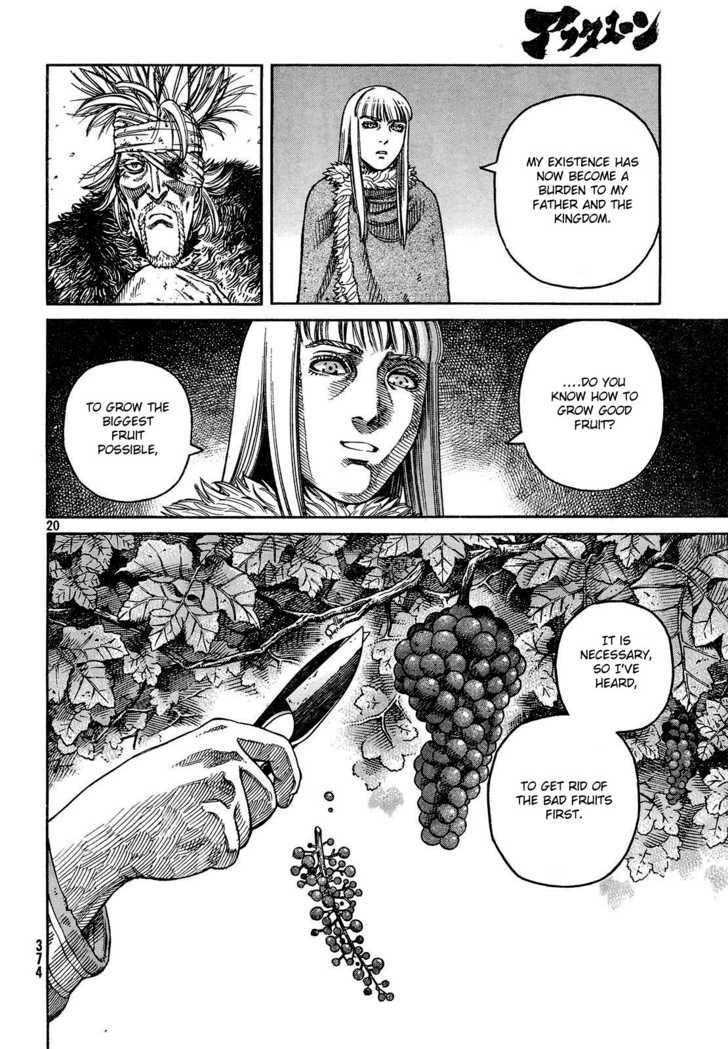 アフタヌーン
MY EXISTENCE HAS
NOW BECOME A
BURDEN TO MY
FATHER AND THE
KINGDOM.
....DO YOU
KNOW HOW TO
GROW GOOD
FRUIT?
TO GROW THE
BIGGEST
FRUIT
POSSIBLE,
20
IT IS
NECESSARY,
SO I'VE
HEARD,
TO GET RID OF
THE BAD FRUITS
FIRST.
374